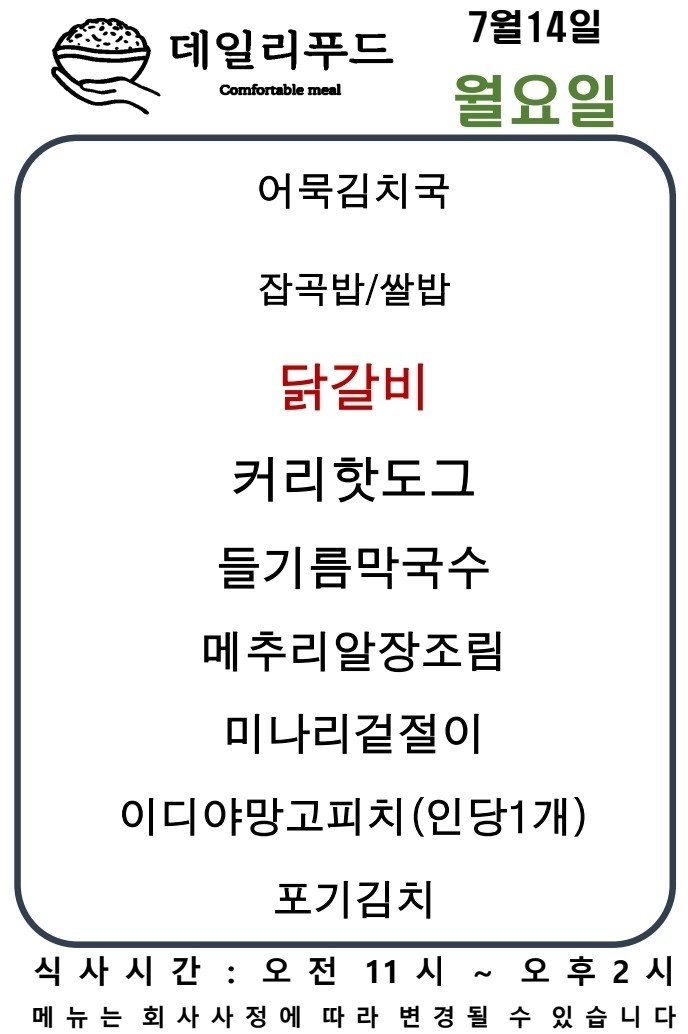 데일리푸드
Comfortable meal
7월14일
월요일
어묵김치국
잡곡밥/쌀밥
닭갈비
커리핫도그
들기름막국수
메추리알장조림
미나리겉절이
이디야망고피치(인당1개)
포기김치
식사시간 : 오전 11시 ~ 오후2시
메뉴는 회사사정에 따라 변경될 수 있습니다